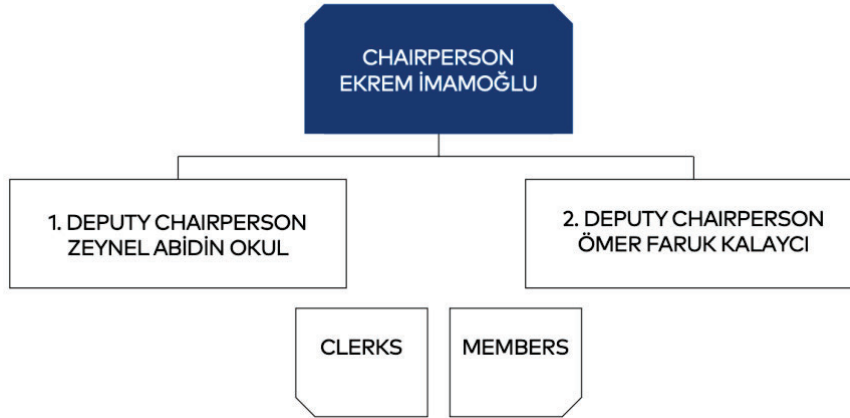 CHAIRPERSON
EKREM İMAMOĞLU
1. DEPUTY CHAIRPERSON
ZEYNEL ABİDİN OKUL
2. DEPUTY CHAIRPERSON
ÖMER FARUK KALAYCI
CLERKS
MEMBERS